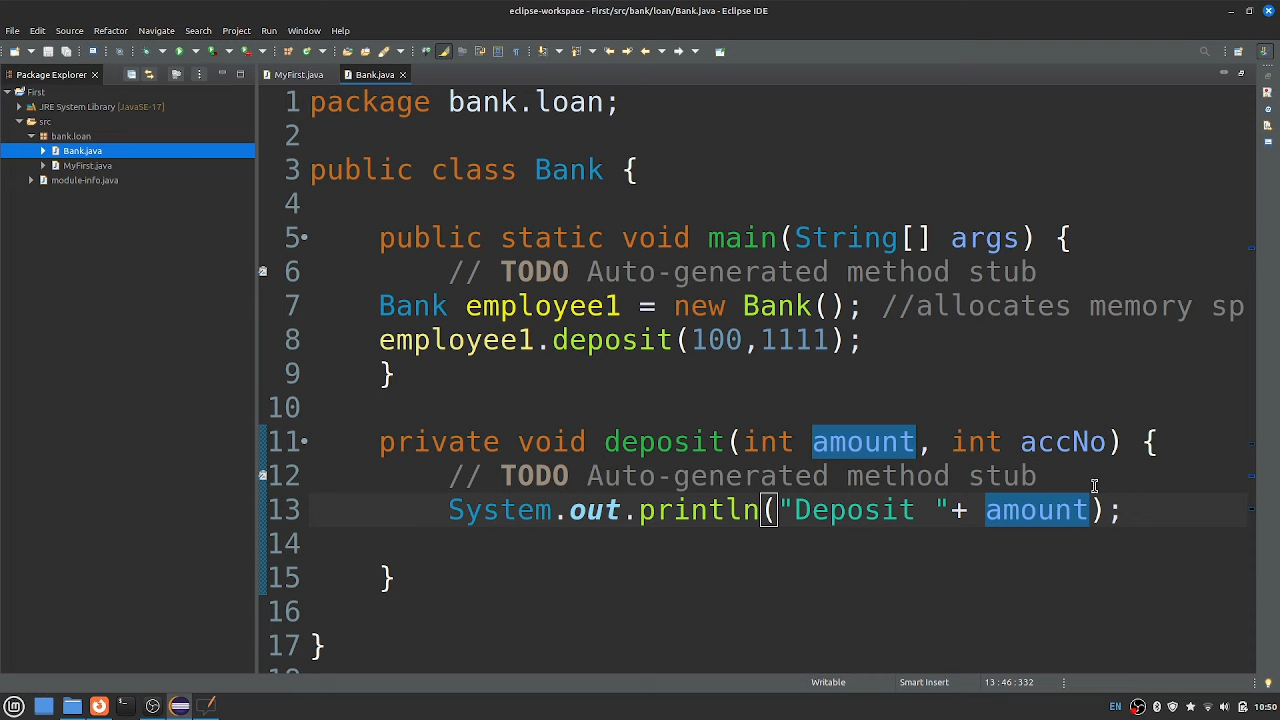 eclipse-workspace - First/src/bank/loan/Bank.java - Eclipse IDE
File Edit Source Refactor Navigate Search Project Run Window Help
Package Explorer
MyFirst.java
Bank.java
First
JRE System Library [JavaSE-17]
src
bank.loan
Bank.java
MyFirst.java
module-info.java
1 package bank.loan;
2
3 public class Bank {
4
5 public static void main(String[] args) {
6 // TODO Auto-generated method stub
7 Bank employee1 = new Bank(); //allocates memory sp
8 employee1.deposit(100,1111);
9 }
10
11 private void deposit(int amount, int accNo) {
12 // TODO Auto-generated method stub
13 System.out.println("Deposit "+ amount);
14
15 }
16
17 }
Writable
Smart Insert
13:46:332
EN
10:50